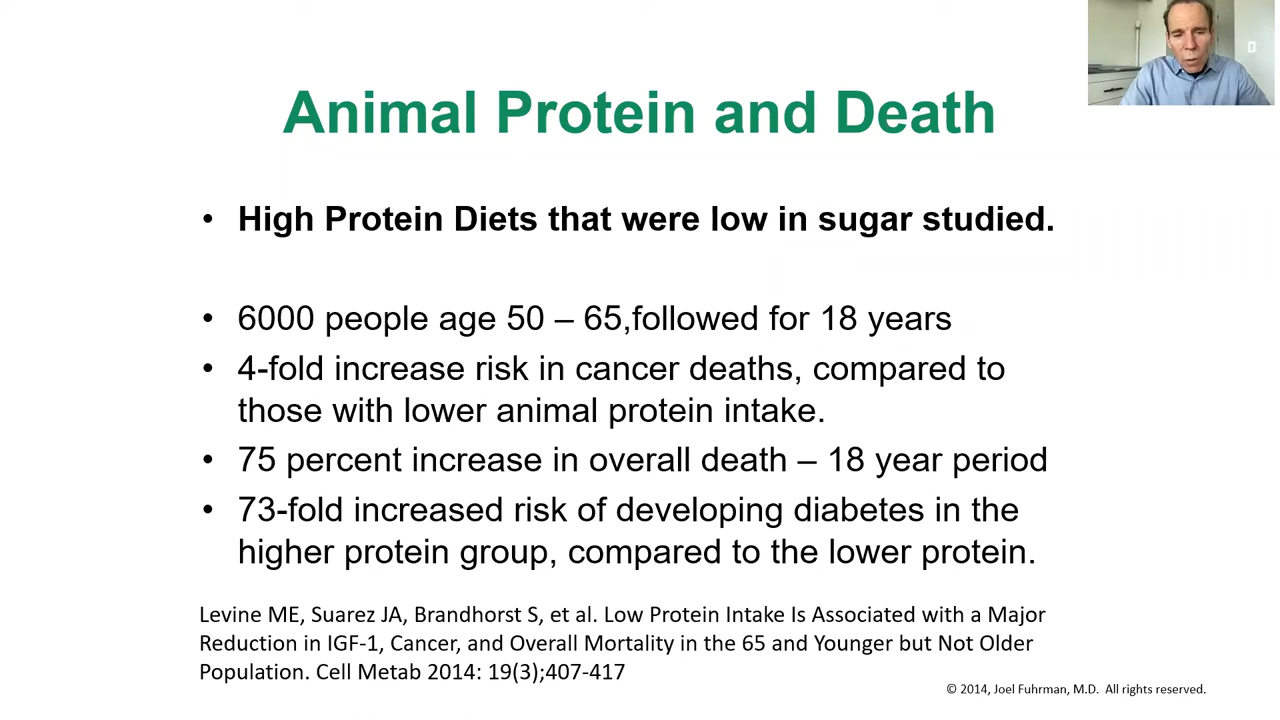 Animal Protein and Death
• High Protein Diets that were low in sugar studied.
• 6000 people age 50 – 65,followed for 18 years
• 4-fold increase risk in cancer deaths, compared to
those with lower animal protein intake.
• 75 percent increase in overall death – 18 year period
• 73-fold increased risk of developing diabetes in the
higher protein group, compared to the lower protein.
Levine ME, Suarez JA, Brandhorst S, et al. Low Protein Intake Is Associated with a Major
Reduction in IGF-1, Cancer, and Overall Mortality in the 65 and Younger but Not Older
Population. Cell Metab 2014: 19(3);407-417
© 2014, Joel Fuhrman, M.D. All rights reserved.